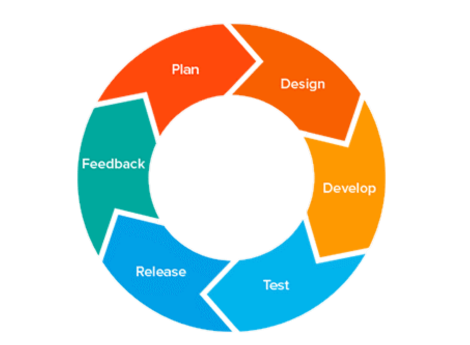 Plan
Design
Develop
Test
Release
Feedback